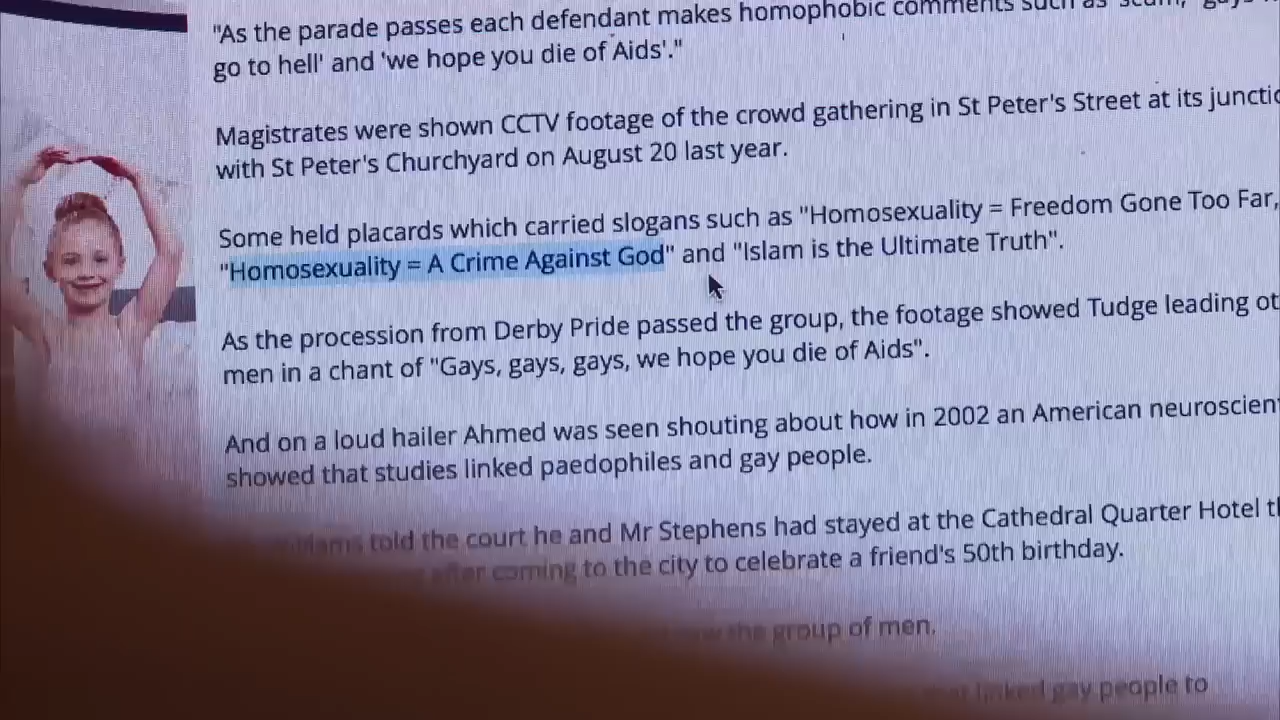 "As the parade passes each defendant makes homophobic comments such as 'scum,' 'gays
go to hell' and 'we hope you die of Aids'."
Magistrates were shown CCTV footage of the crowd gathering in St Peter's Street at its
with St Peter's Churchyard on August 20 last year.
Some held placards which carried slogans such as "Homosexuality = Freedom Gone Too Far,
"Homosexuality = A Crime Against God" and "Islam is the Ultimate Truth".
As the procession from Derby Pride passed the group, the footage showed Tudge leading
men in a chant of "Gays, gays, gays, we hope you die of Aids".
And on a loud hailer Ahmed was seen shouting about how in 2002 an American
showed that studies linked paedophiles and gay people.
told the court he and Mr Stephens had stayed at the Cathedral Quarter Hotel
after coming to the city to celebrate a friend's 50th birthday.
the group of men.
linked gay people to